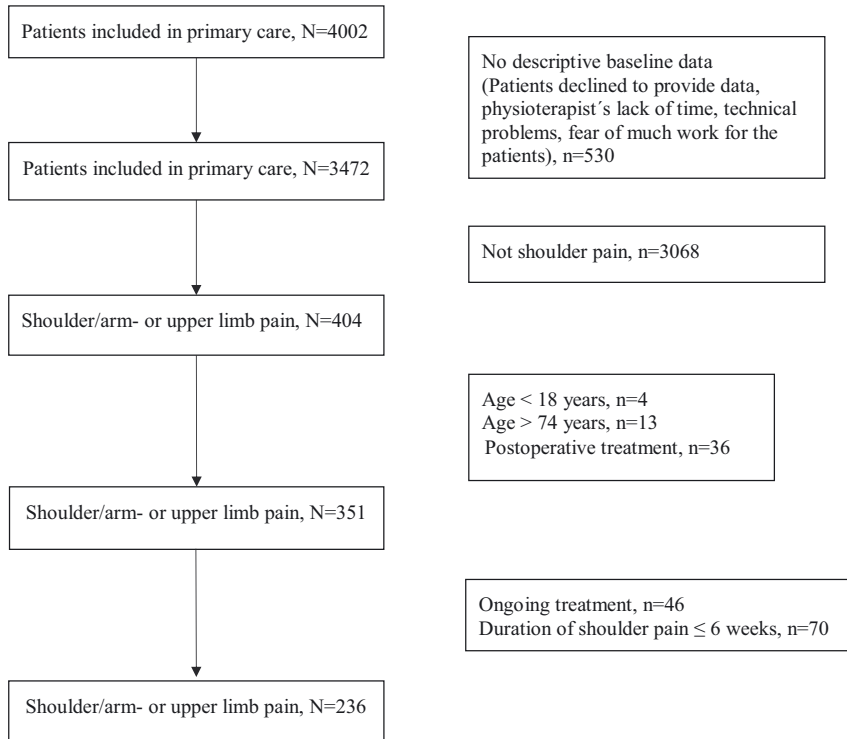 Patients included in primary care, N=4002
No descriptive baseline data
(Patients declined to provide data,
physioterapist´s lack of time, technical
problems, fear of much work for the
patients), n=530
Patients included in primary care, N=3472
Not shoulder pain, n=3068
Shoulder/arm- or upper limb pain, N=404
Age < 18 years, n=4
Age > 74 years, n=13
Postoperative treatment, n=36
Shoulder/arm- or upper limb pain, N=351
Ongoing treatment, n=46
Duration of shoulder pain ≤ 6 weeks, n=70
Shoulder/arm- or upper limb pain, N=236